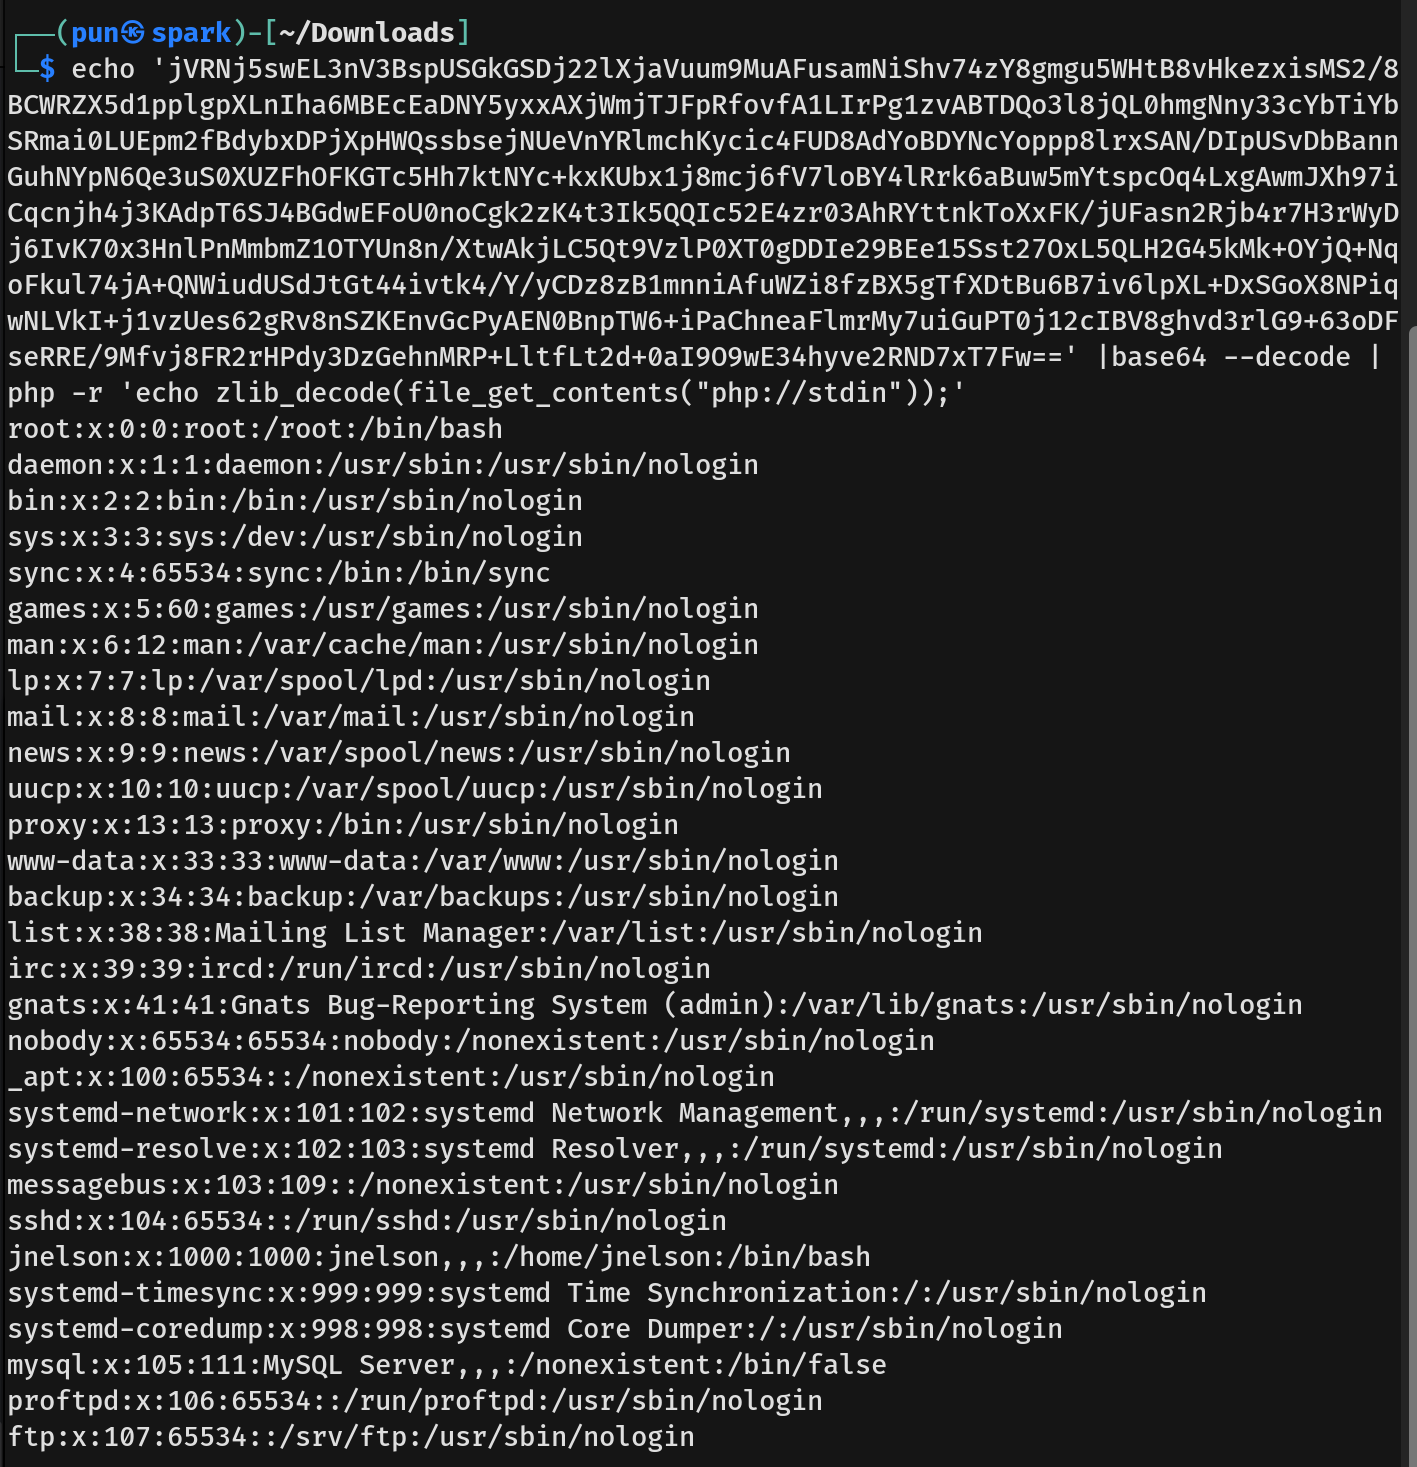 ┌──(pun㉿spark)-[~/Downloads]
└─$ echo 'jVRNj5swEL3nV3BspUSGkGSDj22lXjaVuum9MuAFusamNiShv74zY8gmgu5WHtB8vHkezxisMS2/8
BCWRZX5d1pplgpXLnIha6MBEcEaDNY5yxxAXjWmjTJFpRfovfA1LIrPg1zvABTDQo3l8jQL0hmgNny33cYbTiYb
SRmai0LUEpm2fBdybxDPjXpHWQssbsejNUeVnYRlmchKycic4FUD8AdYoBDYNcYoppp8lrxSAN/DIpUSvDbBann
GuhNYpN6Qe3uS0XUZFhOFKGTc5Hh7ktNYc+kxKUbx1j8mcj6fV7loBY4lRrk6aBuw5mYtspcOq4LxgAwmJXh97i
Cqcnjh4j3KAdpT6SJ4BGdwEFoU0noCgk2zK4t3Ik5QQIc52E4zr03AhRYttnkToXxFK/jUFasn2Rjb4r7H3rWyD
j6IvK70x3HnlPnMmbmZ1OTYUn8n/XtwAkjLC5Qt9VzlP0XT0gDDIe29BEe15Sst27OxL5QLH2G45kMk+OYjQ+Nq
oFkul74jA+QNWiudUSdJtGt44ivtk4/Y/yCDz8zB1mnniAfuWZi8fzBX5gTfXDtBu6B7iv6lpXL+DxSGoX8NPiq
wNLVkI+j1vzUes62gRv8nSZKEnvGcPyAEN0BnpTW6+iPaChneaFlmrMy7uiGuPT0j12cIBV8ghvd3rlG9+63oDF
seRRE/9Mfvj8FR2rHPdy3DzGehnMRP+LltfLt2d+0aI9O9wE34hyve2RND7xT7Fw==' |base64 --decode |
php -r 'echo zlib_decode(file_get_contents("php://stdin"));'
root:x:0:0:root:/root:/bin/bash
daemon:x:1:1:daemon:/usr/sbin:/usr/sbin/nologin
bin:x:2:2:bin:/bin:/usr/sbin/nologin
sys:x:3:3:sys:/dev:/usr/sbin/nologin
sync:x:4:65534:sync:/bin:/bin/sync
games:x:5:60:games:/usr/games:/usr/sbin/nologin
man:x:6:12:man:/var/cache/man:/usr/sbin/nologin
lp:x:7:7:lp:/var/spool/lpd:/usr/sbin/nologin
mail:x:8:8:mail:/var/mail:/usr/sbin/nologin
news:x:9:9:news:/var/spool/news:/usr/sbin/nologin
uucp:x:10:10:uucp:/var/spool/uucp:/usr/sbin/nologin
proxy:x:13:13:proxy:/bin:/usr/sbin/nologin
www-data:x:33:33:www-data:/var/www:/usr/sbin/nologin
backup:x:34:34:backup:/var/backups:/usr/sbin/nologin
list:x:38:38:Mailing List Manager:/var/list:/usr/sbin/nologin
irc:x:39:39:ircd:/run/ircd:/usr/sbin/nologin
gnats:x:41:41:Gnats Bug-Reporting System (admin):/var/lib/gnats:/usr/sbin/nologin
nobody:x:65534:65534:nobody:/nonexistent:/usr/sbin/nologin
_apt:x:100:65534::/nonexistent:/usr/sbin/nologin
systemd-network:x:101:102:systemd Network Management,,,:/run/systemd:/usr/sbin/nologin
systemd-resolve:x:102:103:systemd Resolver,,,:/run/systemd:/usr/sbin/nologin
messagebus:x:103:109::/nonexistent:/usr/sbin/nologin
sshd:x:104:65534::/run/sshd:/usr/sbin/nologin
jnelson:x:1000:1000:jnelson,,,:/home/jnelson:/bin/bash
systemd-timesync:x:999:999:systemd Time Synchronization:/:/usr/sbin/nologin
systemd-coredump:x:998:998:systemd Core Dumper:/:/usr/sbin/nologin
mysql:x:105:111:MySQL Server,,,:/nonexistent:/bin/false
proftpd:x:106:65534::/run/proftpd:/usr/sbin/nologin
ftp:x:107:65534::/srv/ftp:/usr/sbin/nologin